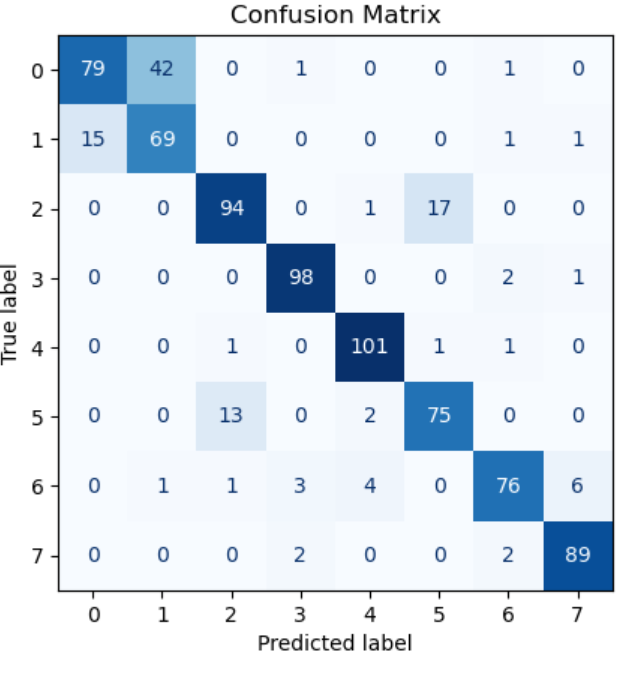 Confusion Matrix
0 79 42 0 1 0 0 1 0
1 15 69 0 0 0 0 1 1
2 0 0 94 0 1 17 0 0
3 0 0 0 98 0 0 2 1
4 0 0 1 0 101 1 1 0
5 0 0 13 0 2 75 0 0
6 0 1 1 3 4 0 76 6
7 0 0 0 2 0 0 2 89
0 1 2 3 4 5 6 7
Predicted label
True label